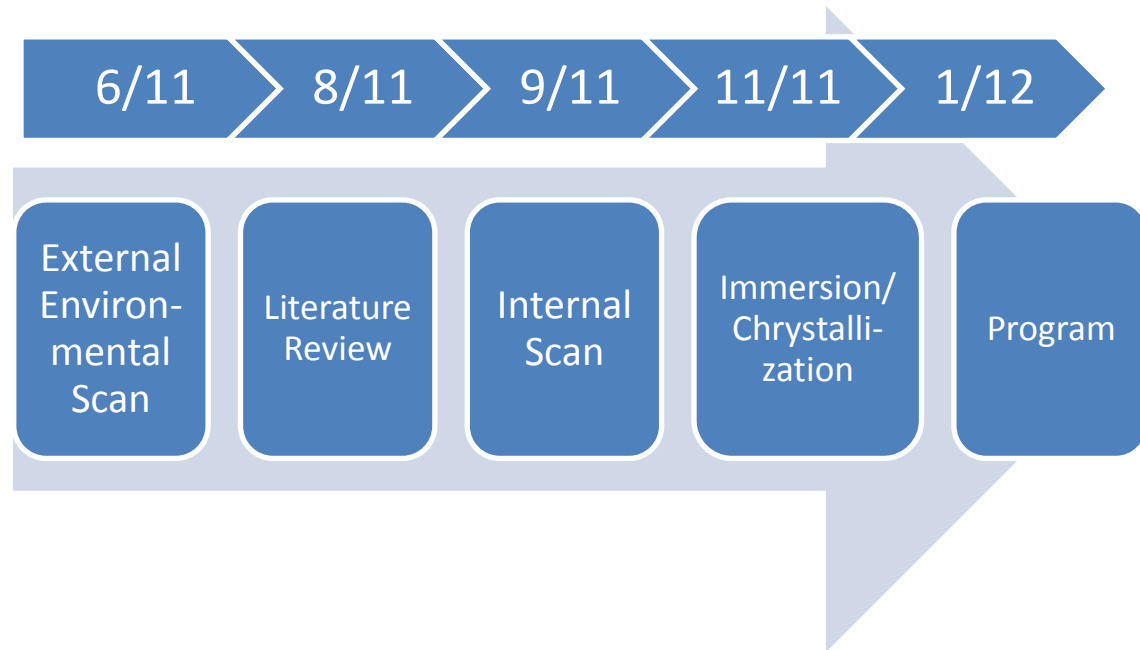 6/11
8/11
9/11
11/11
1/12
External
Environ-
mental
Scan
Literature
Review
Internal
Scan
Immersion/
Chrystalli-
zation
Program